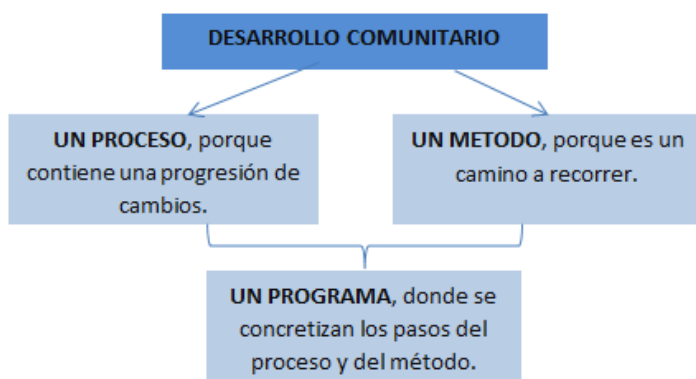 DESARROLLO COMUNITARIO
UN PROCESO, porque
contiene una progresión de
cambios.
UN METODO, porque es un
camino a recorrer.
UN PROGRAMA, donde se
concretizan los pasos del
proceso y del método.